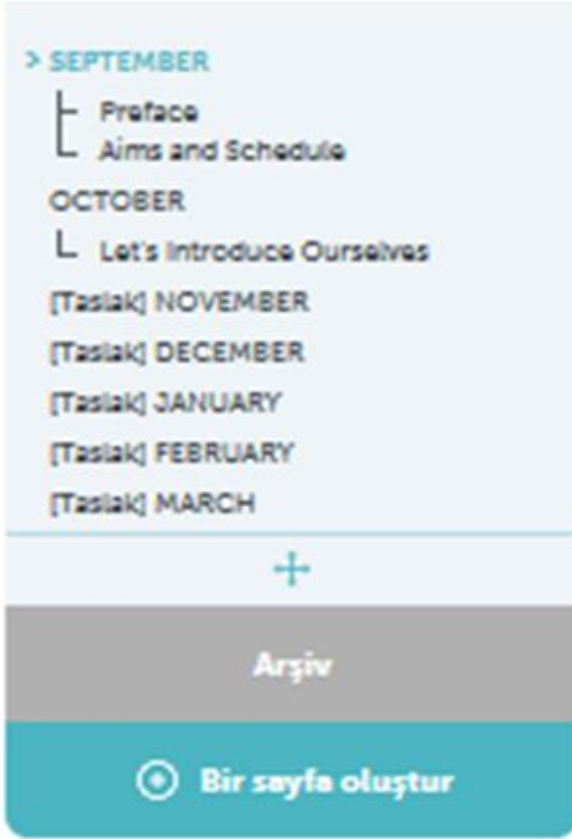 > SEPTEMBER
Preface
Aims and Schedule
OCTOBER
Let's Introduce Ourselves
[Taslak] NOVEMBER
[Taslak] DECEMBER
[Taslak] JANUARY
[Taslak] FEBRUARY
[Taslak] MARCH
Arşiv
Bir sayfa oluştur